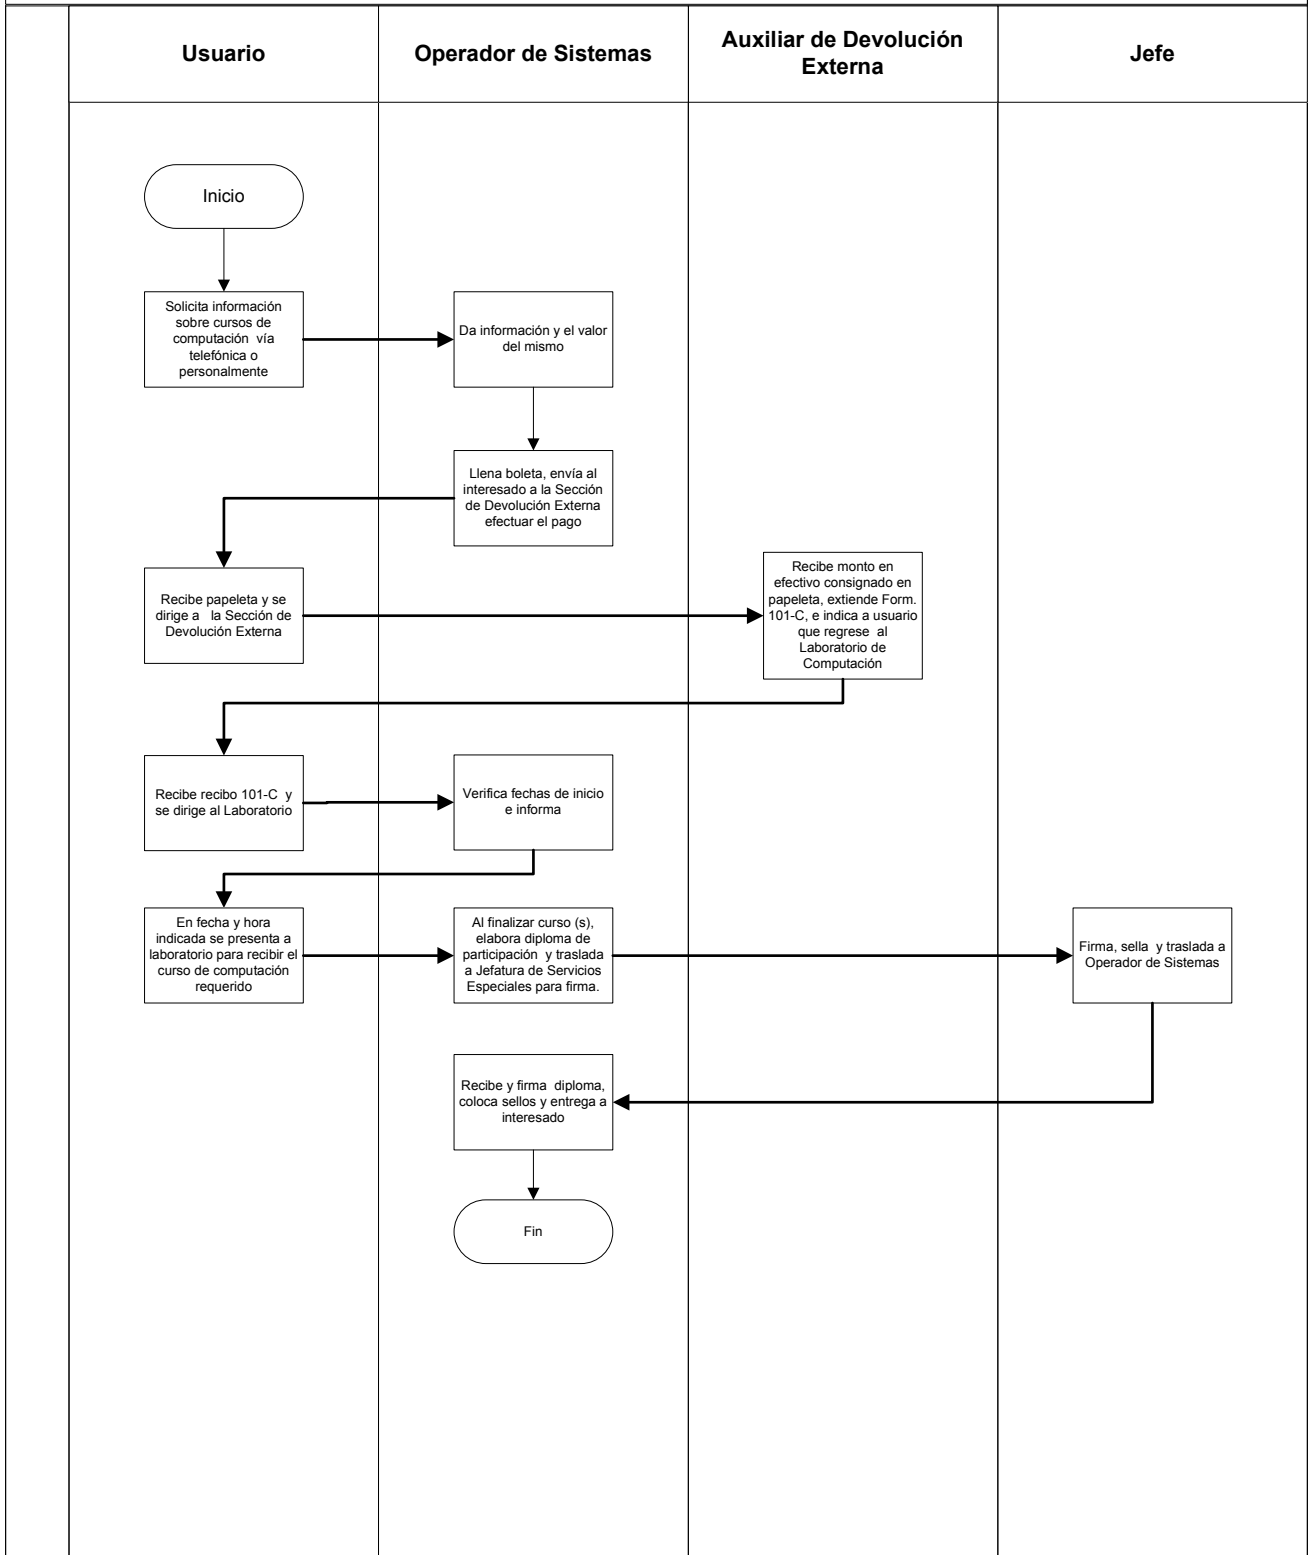 Usuario
Operador de Sistemas
Auxiliar de Devolución
Externa
Jefe
Inicio
Solicita información
sobre cursos de
computación vía
telefónica o
personalmente
Da información y el valor
del mismo
Llena boleta, envía al
interesado a la Sección
de Devolución Externa
efectuar el pago
Recibe papeleta y se
dirige a la Sección de
Devolución Externa
Recibe monto en
efectivo consignado en
papeleta, extiende Form.
101-C, e indica a usuario
que regrese al
Laboratorio de
Computación
Recibe recibo 101-C y
se dirige al Laboratorio
Verifica fechas de inicio
e informa
En fecha y hora
indicada se presenta a
laboratorio para recibir el
curso de computación
requerido
Al finalizar curso (s),
elabora diploma de
participación y traslada
a Jefatura de Servicios
Especiales para firma.
Firma, sella y traslada a
Operador de Sistemas
Recibe y firma diploma,
coloca sellos y entrega a
interesado
Fin